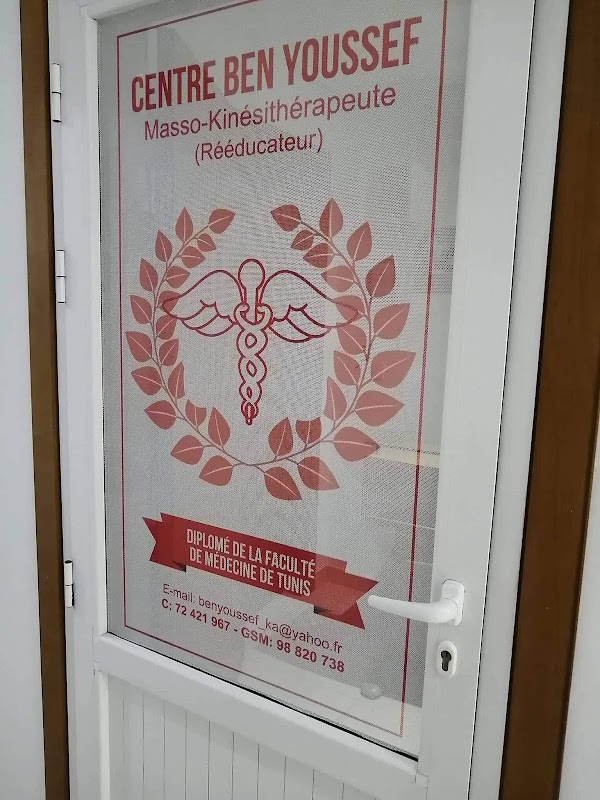 CENTRE BEN YOUSSEF
Masso-Kinésithérapeute
(Rééducateur)
DIPLOMÉ DE LA FACULTÉ
DE MÉDECINE DE TUNIS
E-mail: benyoussef_ka@yahoo.fr
C: 72 421 967 - GSM: 98 820 738